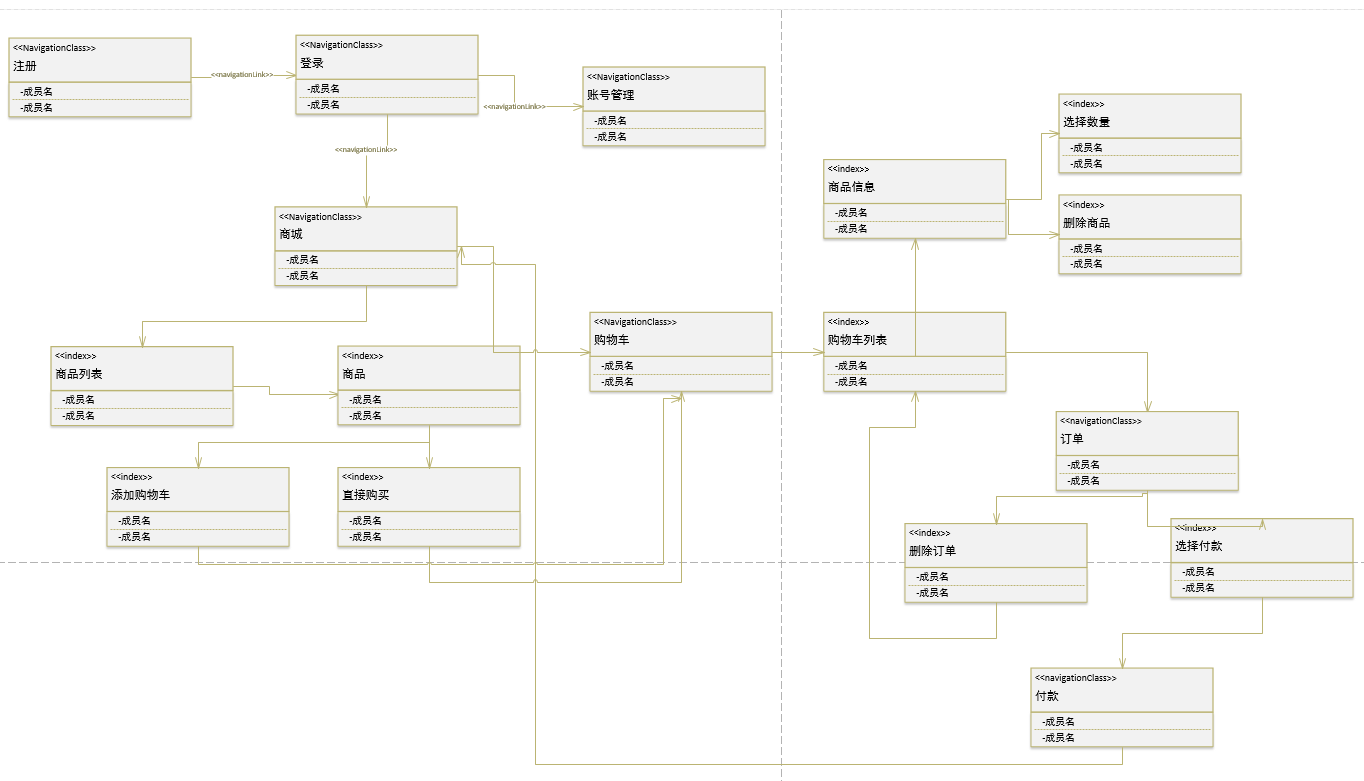 <<NavigationClass>>
注册
-成员名
-成员名
<<navigationLink>>
<<NavigationClass>>
登录
-成员名
-成员名
<<navigationLink>>
<<NavigationClass>>
账号管理
-成员名
-成员名
<<navigationLink>>
<<NavigationClass>>
商城
-成员名
-成员名
<<index>>
商品列表
-成员名
-成员名
<<index>>
商品
-成员名
-成员名
<<index>>
添加购物车
-成员名
-成员名
<<index>>
直接购买
-成员名
-成员名
<<NavigationClass>>
购物车
-成员名
-成员名
<<index>>
选择数量
-成员名
-成员名
<<index>>
商品信息
-成员名
-成员名
<<index>>
删除商品
-成员名
-成员名
<<index>>
购物车列表
-成员名
-成员名
<<navigationClass>>
订单
-成员名
-成员名
<<index>>
删除订单
-成员名
-成员名
<<index>>
选择付款
-成员名
-成员名
<<navigationClass>>
付款
-成员名
-成员名